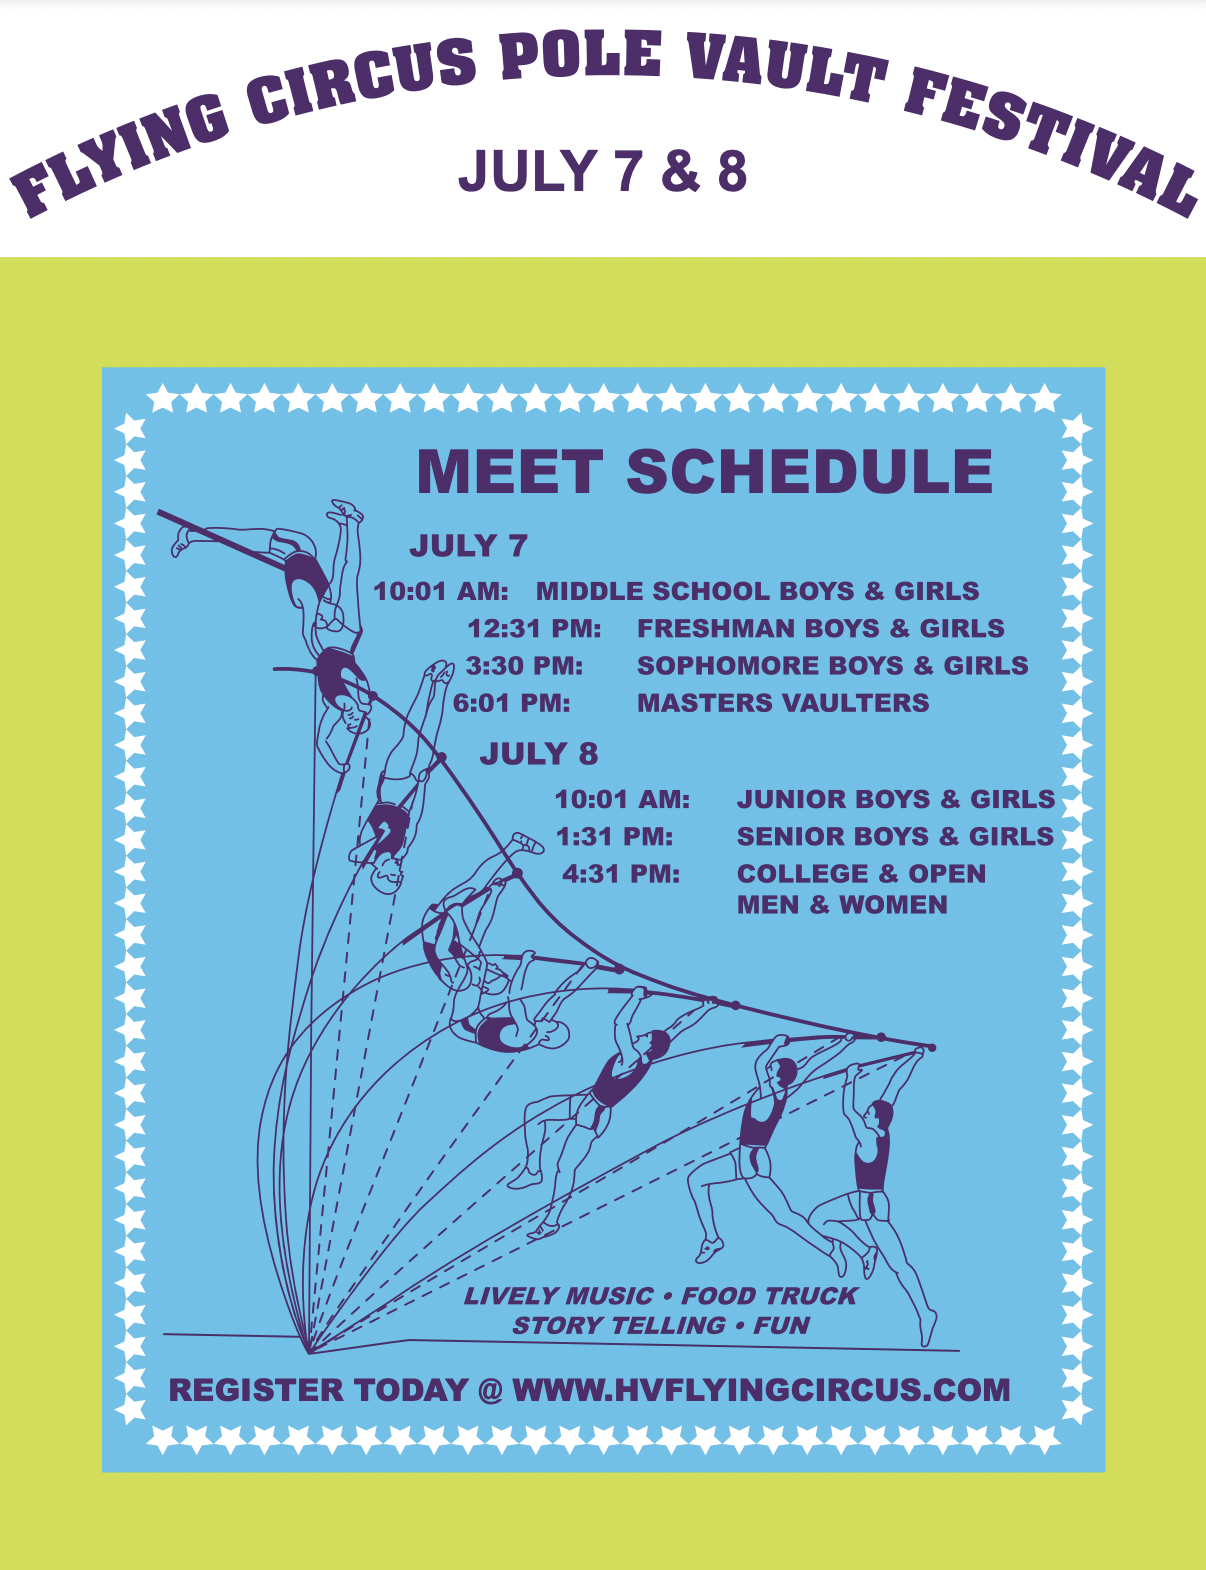 FLYING CIRCUS POLE VAULT FESTIVAL
JULY 7 & 8
MEET SCHEDULE
JULY 7
10:01 AM: MIDDLE SCHOOL BOYS & GIRLS
12:31 PM: FRESHMAN BOYS & GIRLS
3:30 PM: SOPHOMORE BOYS & GIRLS
6:01 PM: MASTERS VAULTERS
JULY 8
10:01 AM: JUNIOR BOYS & GIRLS
1:31 PM: SENIOR BOYS & GIRLS
4:31 PM: COLLEGE & OPEN
MEN & WOMEN
LIVELY MUSIC • FOOD TRUCK
STORY TELLING • FUN
REGISTER TODAY @ WWW.HVFLYINGCIRCUS.COM